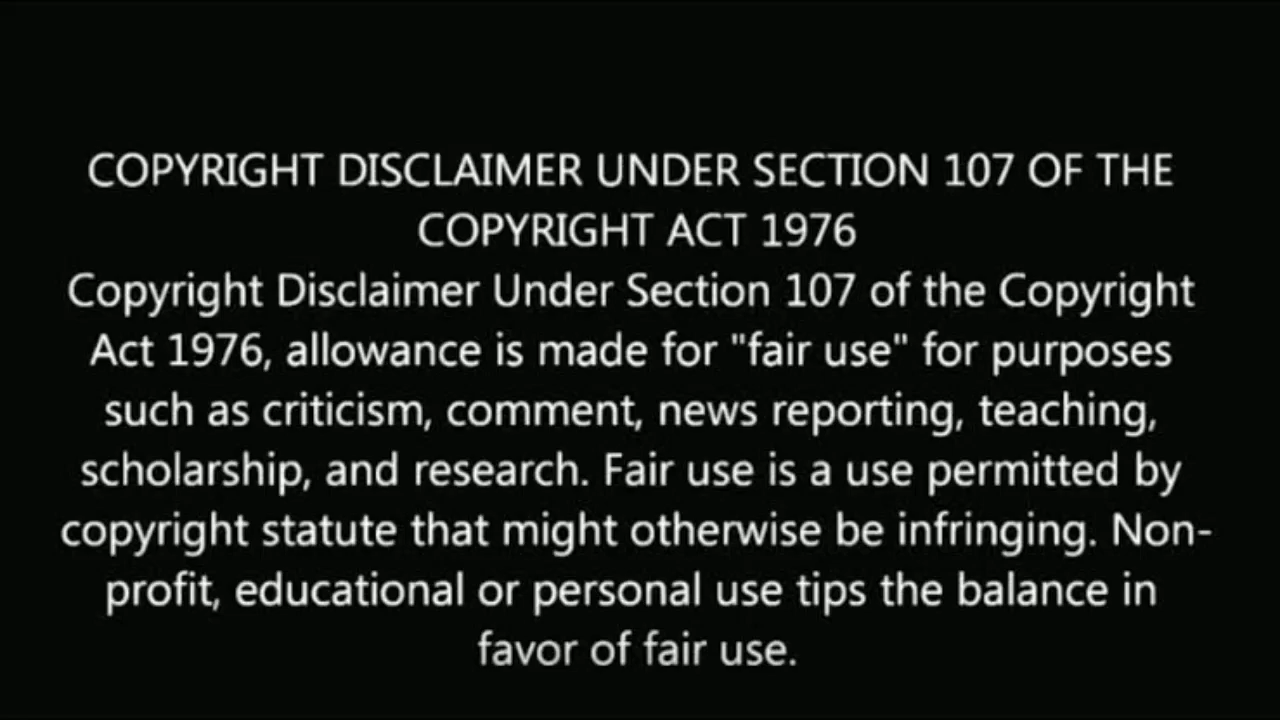 COPYRIGHT DISCLAIMER UNDER SECTION 107 OF THE
COPYRIGHT ACT 1976
Copyright Disclaimer Under Section 107 of the Copyright
Act 1976, allowance is made for "fair use" for purposes
such as criticism, comment, news reporting, teaching,
scholarship, and research. Fair use is a use permitted by
copyright statute that might otherwise be infringing. Non-
profit, educational or personal use tips the balance in
favor of fair use.